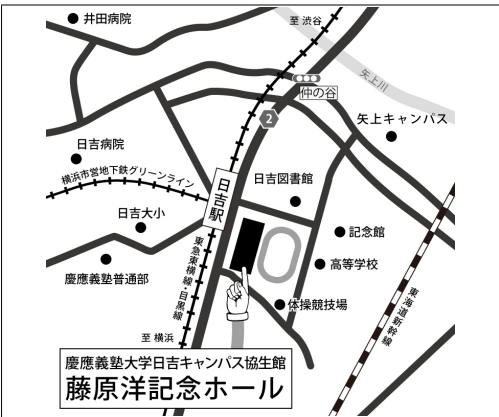 井田病院
至 渋谷
矢上川
仲の谷
2
矢上キャンパス
日吉病院
横浜市営地下鉄グリーンライン
日吉駅
日吉図書館
日吉大小
記念館
高等学校
慶應義塾普通部
東急東横線・目黒線
体操競技場
東海道新幹線
至 横浜
慶應義塾大学日吉キャンパス協生館
藤原洋記念ホール